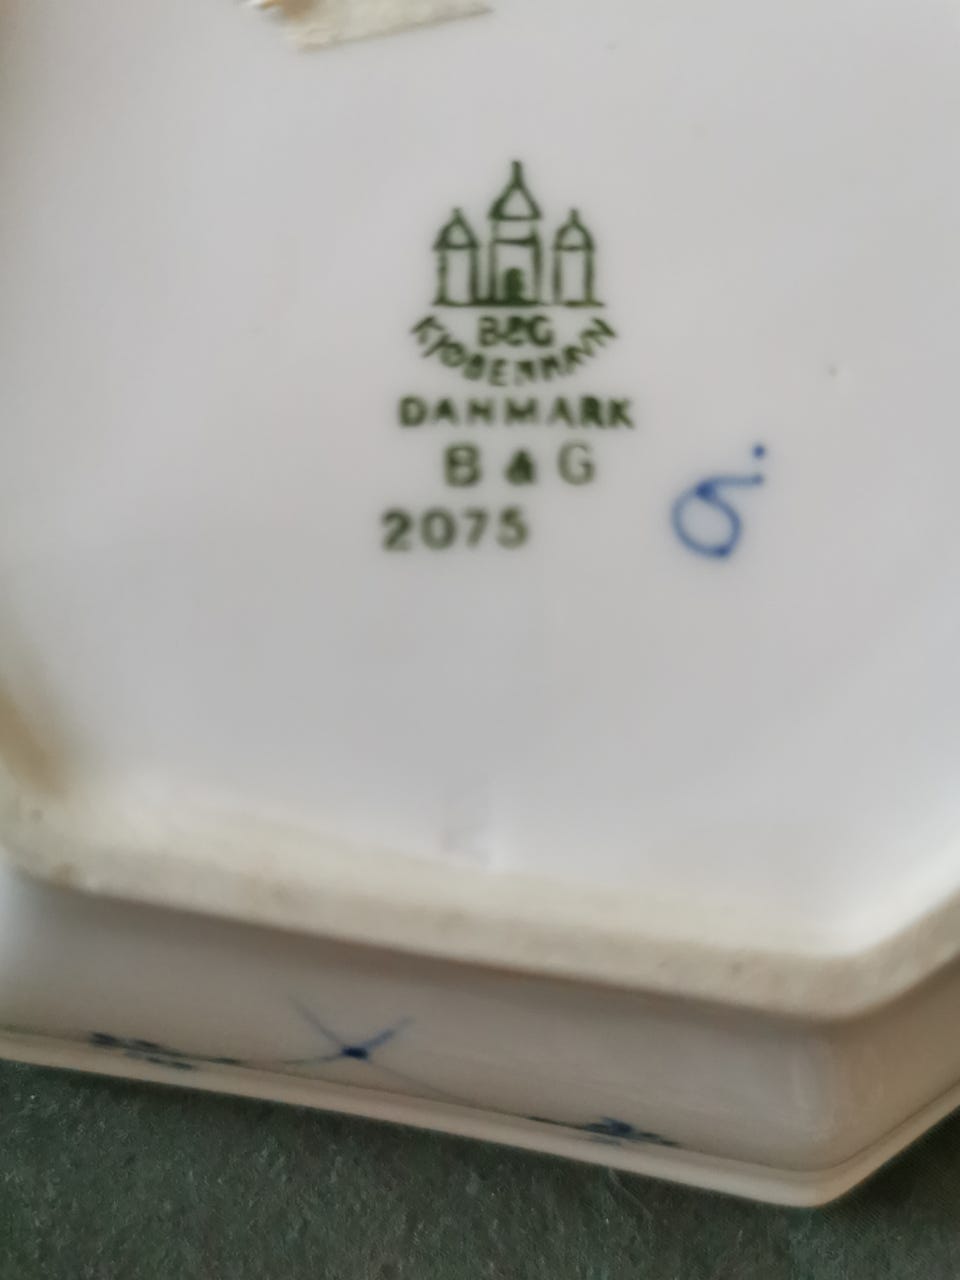 B&G
KJØBENHAVN
DANMARK
B & G
2075